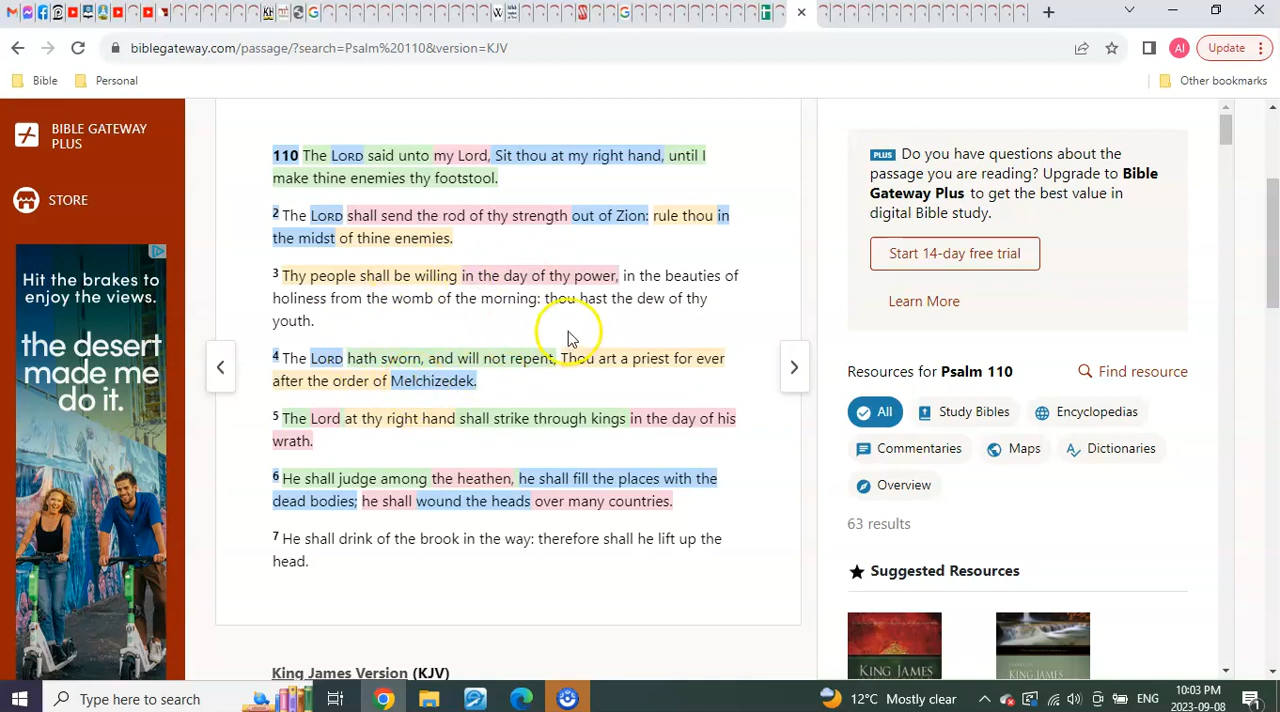 biblegateway.com/passage/?search=Psalm%20110&version=KJV
AI
Update
Bible
Personal
Other bookmarks
BIBLE GATEWAY
PLUS
STORE
Hit the brakes to
enjoy the views.
the desert
made me
do it.
110 The LORD said unto my Lord, Sit thou at my right hand, until I
make thine enemies thy footstool.
2 The LORD shall send the rod of thy strength out of Zion: rule thou in
the midst of thine enemies.
3 Thy people shall be willing in the day of thy power, in the beauties of
holiness from the womb of the morning: thou hast the dew of thy
youth.
4 The LORD hath sworn, and will not repent, Thou art a priest for ever
after the order of Melchizedek.
5 The Lord at thy right hand shall strike through kings in the day of his
wrath.
6 He shall judge among the heathen, he shall fill the places with the
dead bodies; he shall wound the heads over many countries.
7 He shall drink of the brook in the way: therefore shall he lift up the
head.
King James Version (KJV)
PLUS Do you have questions about the
passage you are reading? Upgrade to Bible
Gateway Plus to get the best value in
digital Bible study.
Start 14-day free trial
Learn More
Resources for Psalm 110
Find resource
All
Study Bibles
Encyclopedias
Commentaries
Maps
Dictionaries
Overview
63 results
Suggested Resources
KING JAMES
KING JAMES
Type here to search
12°C Mostly clear
ENG
10:03 PM
2023-09-08
1